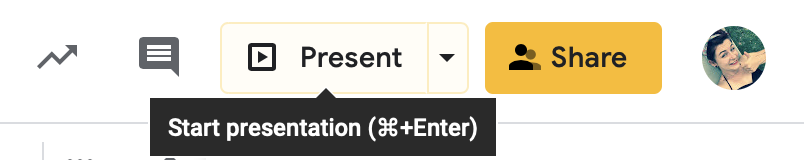 Present
Share
Start presentation (⌘+Enter)